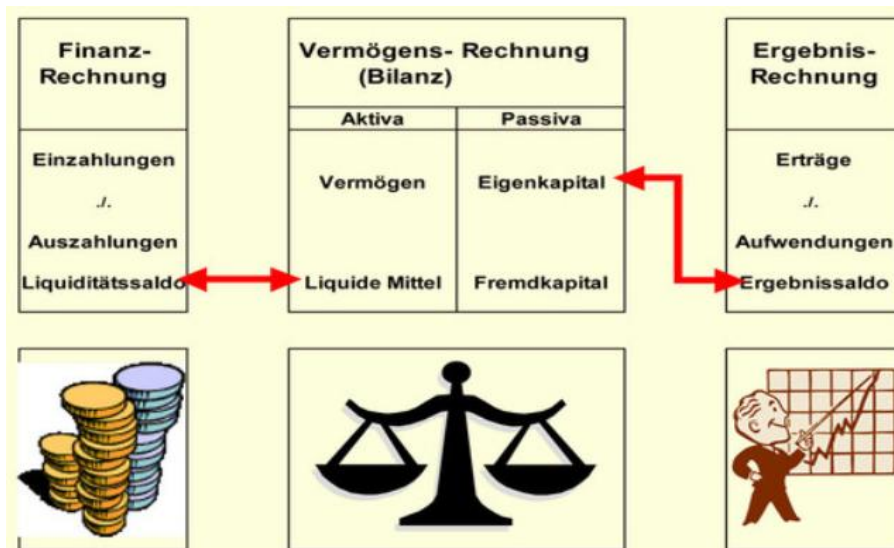 Finanz-
Rechnung
Einzahlungen
./.
Auszahlungen
Liquiditätssaldo
Vermögens- Rechnung
(Bilanz)
Aktiva
Passiva
Vermögen
Eigenkapital
Liquide Mittel
Fremdkapital
Ergebnis-
Rechnung
Erträge
./.
Aufwendungen
Ergebnissaldo